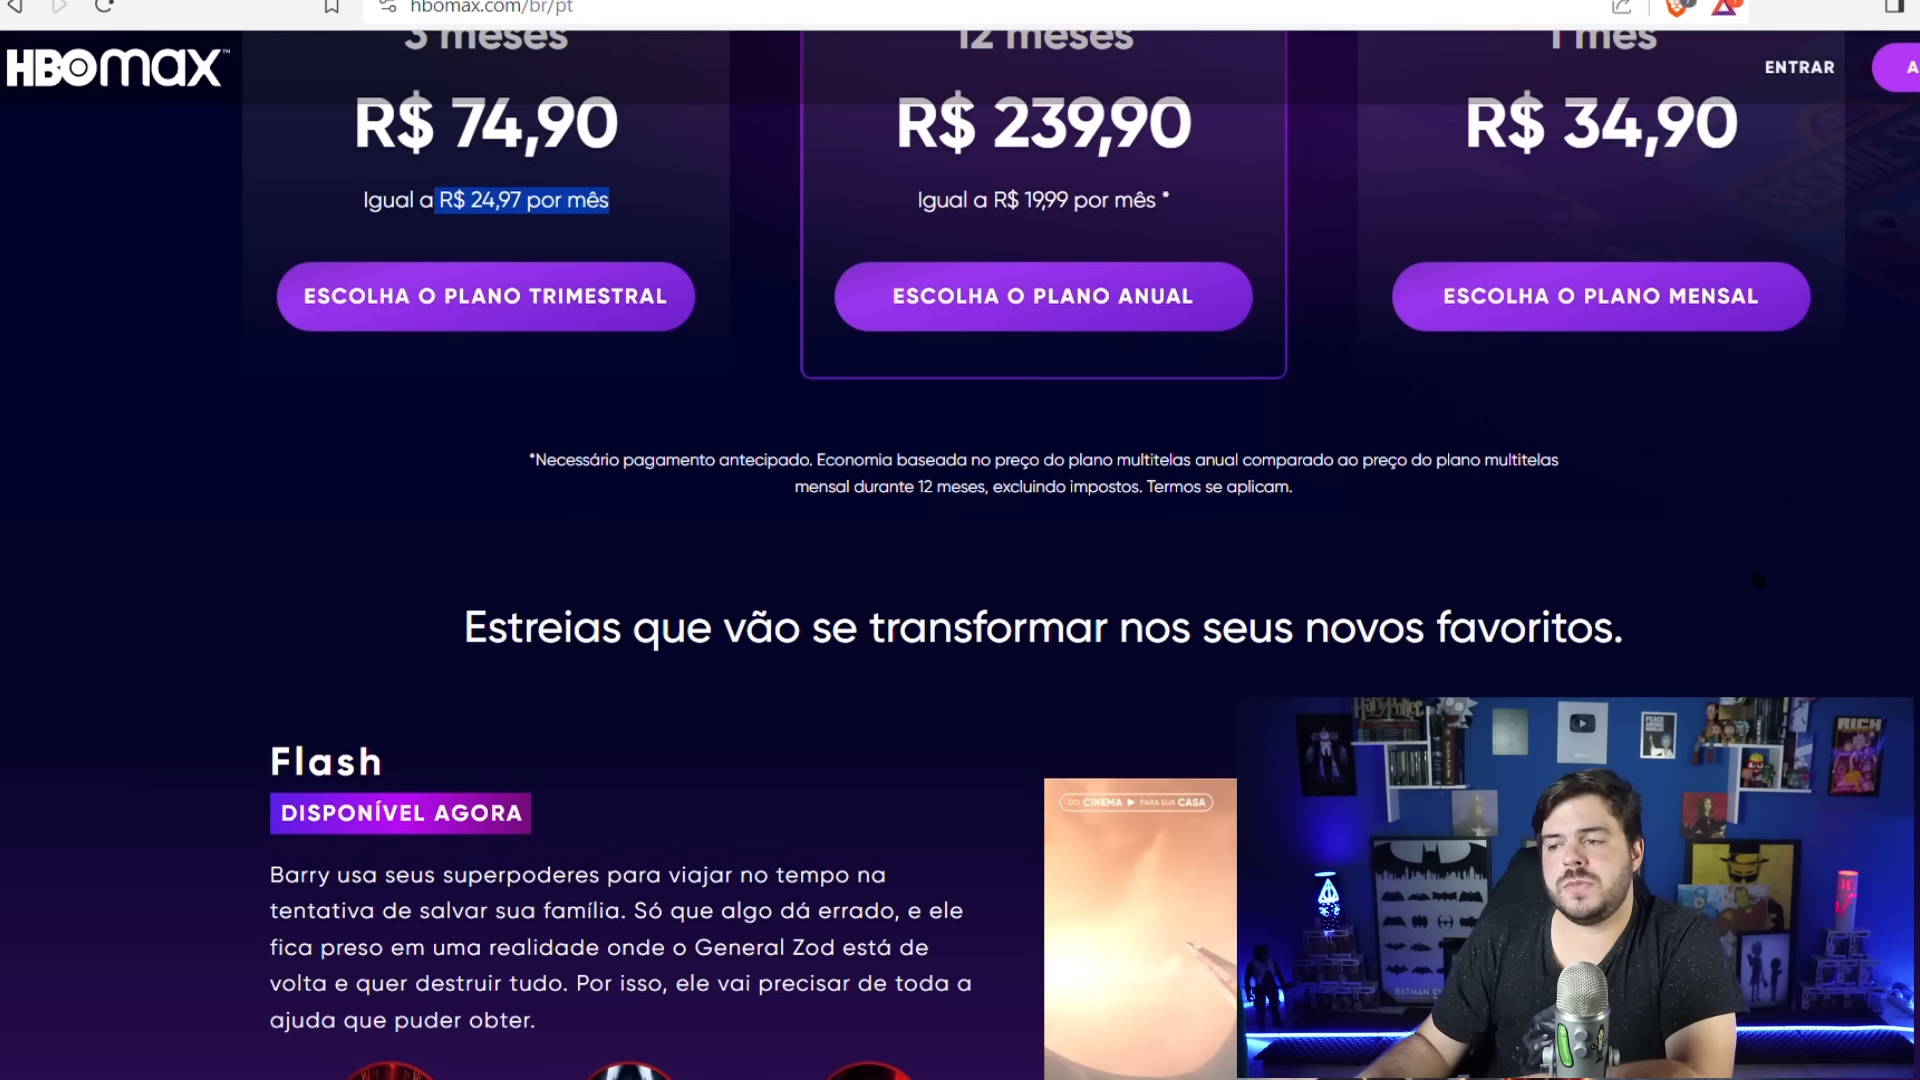 hbomax.com/br/pt
HBOmax™
ENTRAR
A
3 meses
R$ 74,90
Igual a R$ 24,97 por mês
ESCOLHA O PLANO TRIMESTRAL
12 meses
R$ 239,90
Igual a R$ 19,99 por mês *
ESCOLHA O PLANO ANUAL
1 mês
R$ 34,90
ESCOLHA O PLANO MENSAL
*Necessário pagamento antecipado. Economia baseada no preço do plano multitelas anual comparado ao preço do plano multitelas
mensal durante 12 meses, excluindo impostos. Termos se aplicam.
Estreias que vão se transformar nos seus novos favoritos.
Flash
DISPONÍVEL AGORA
Barry usa seus superpoderes para viajar no tempo na
tentativa de salvar sua família. Só que algo dá errado, e ele
fica preso em uma realidade onde o General Zod está de
volta e quer destruir tudo. Por isso, ele vai precisar de toda a
ajuda que puder obter.
DO CINEMA ▶ PARA SUA CASA
Harry Potter
PEACE
RICK
BATMAN